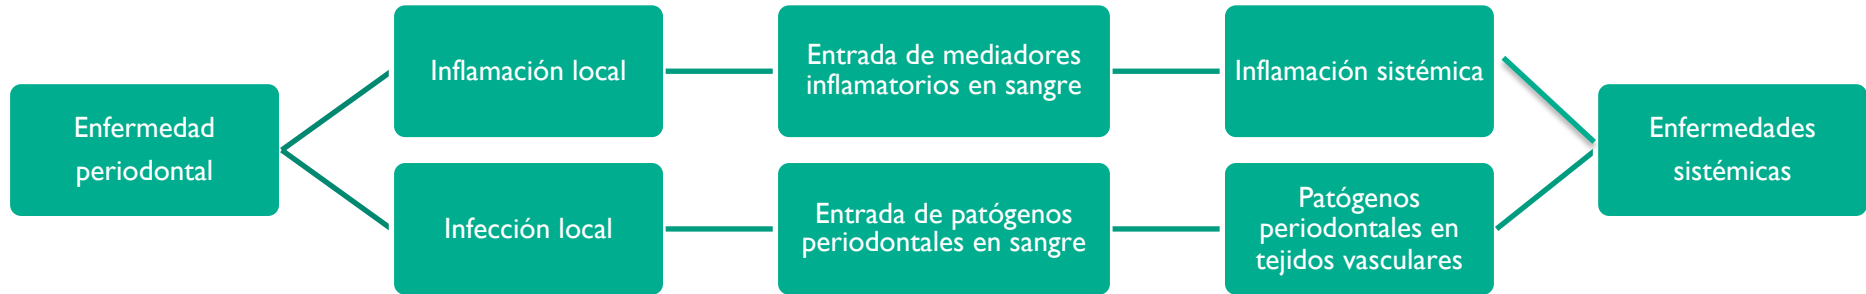 Enfermedad
periodontal
Inflamación local
Entrada de mediadores
inflamatorios en sangre
Inflamación sistémica
Infección local
Entrada de patógenos
periodontales en sangre
Patógenos
periodontales en
tejidos vasculares
Enfermedades
sistémicas